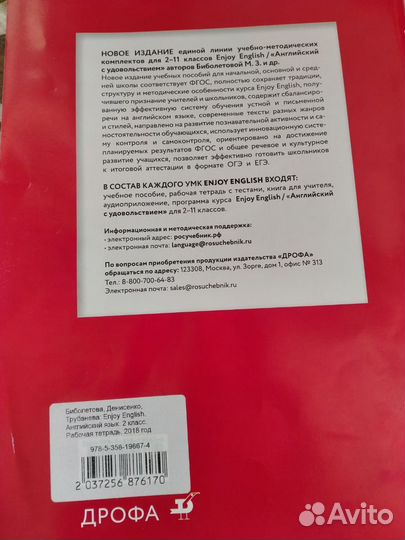 НОВОЕ ИЗДАНИЕ единой линии учебно-методических
комплектов для 2–11 классов Enjoy English / «Английский
с удовольствием» авторов Биболетовой М. З. и др.
Новое издание учебных пособий для начальной, основной и сред-
ней школы соответствует ФГОС, полностью сохраняет традиции,
структуру и методические особенности курса Enjoy English, полу-
чившего признание учителей и школьников, содержит сбалансиро-
ванную эффективную систему обучения устной и письменной
речи на английском языке, современные тексты разных жанров
и стилей, направлено на развитие познавательной активности и са-
мостоятельности обучающихся, использует инновационную систе-
му контроля и самоконтроля, ориентировано на достижение
планируемых результатов ФГОС и общее речевое и культурное
развитие учащихся, позволяет эффективно готовить школьников
к итоговой аттестации в формате ОГЭ и ЕГЭ.
В СОСТАВ КАЖДОГО УМК ENJOY ENGLISH ВХОДЯТ:
учебное пособие, рабочая тетрадь с тестами, книга для учителя,
аудиоприложение, программа курса Enjoy English / «Английский
с удовольствием» для 2–11 классов.
Информационная и методическая поддержка:
• электронный адрес: росучебник.рф
• электронная почта: language@rosuchebnik.ru
По вопросам приобретения продукции издательства «ДРОФА»
обращаться по адресу: 123308, Москва, ул. Зорге, дом 1, офис № 313
Тел.: 8-800-700-64-83
Электронная почта: sales@rosuchebnik.ru
Биболетова, Денисенко,
Трубанева: Enjoy English.
Английский язык. 2 класс.
Рабочая тетрадь. 2018 год
978-5-358-19667-4
2 037256 876170
ДРОФА
Avito